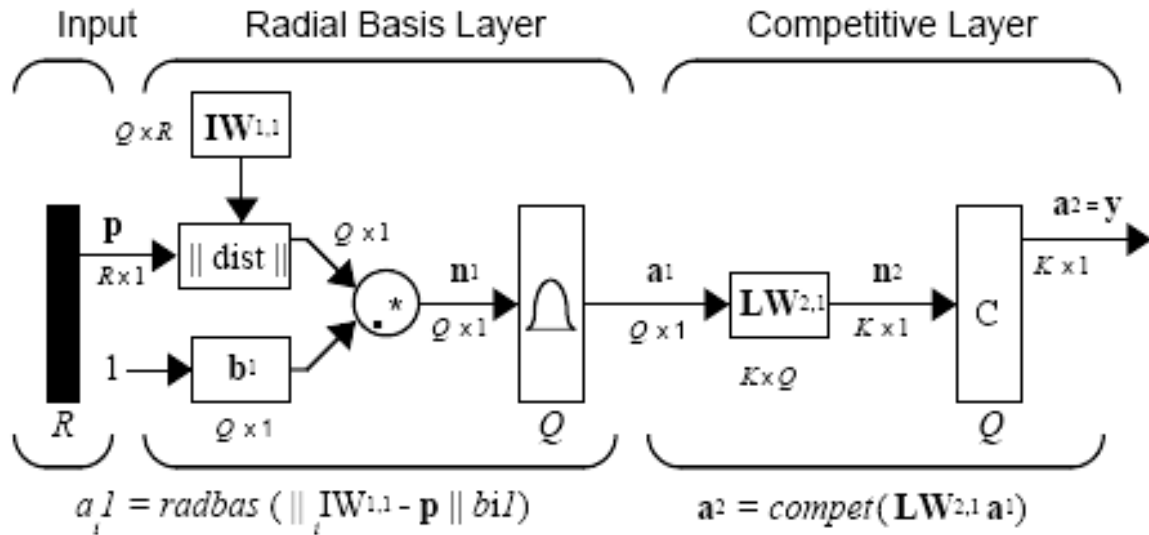 Input Radial Basis Layer Competitive Layer
Q x R IW1,1
p Q x 1 a2 = y
R x 1 || dist || n1 a1 LW2,1 n2 C K x 1
.* Q x 1 Q x 1 K x 1
1 b1 K x Q
R Q x 1 Q Q
ai1 = radbas ( || iIW1,1 - p || bi1) a2 = compet( LW2,1 a1)